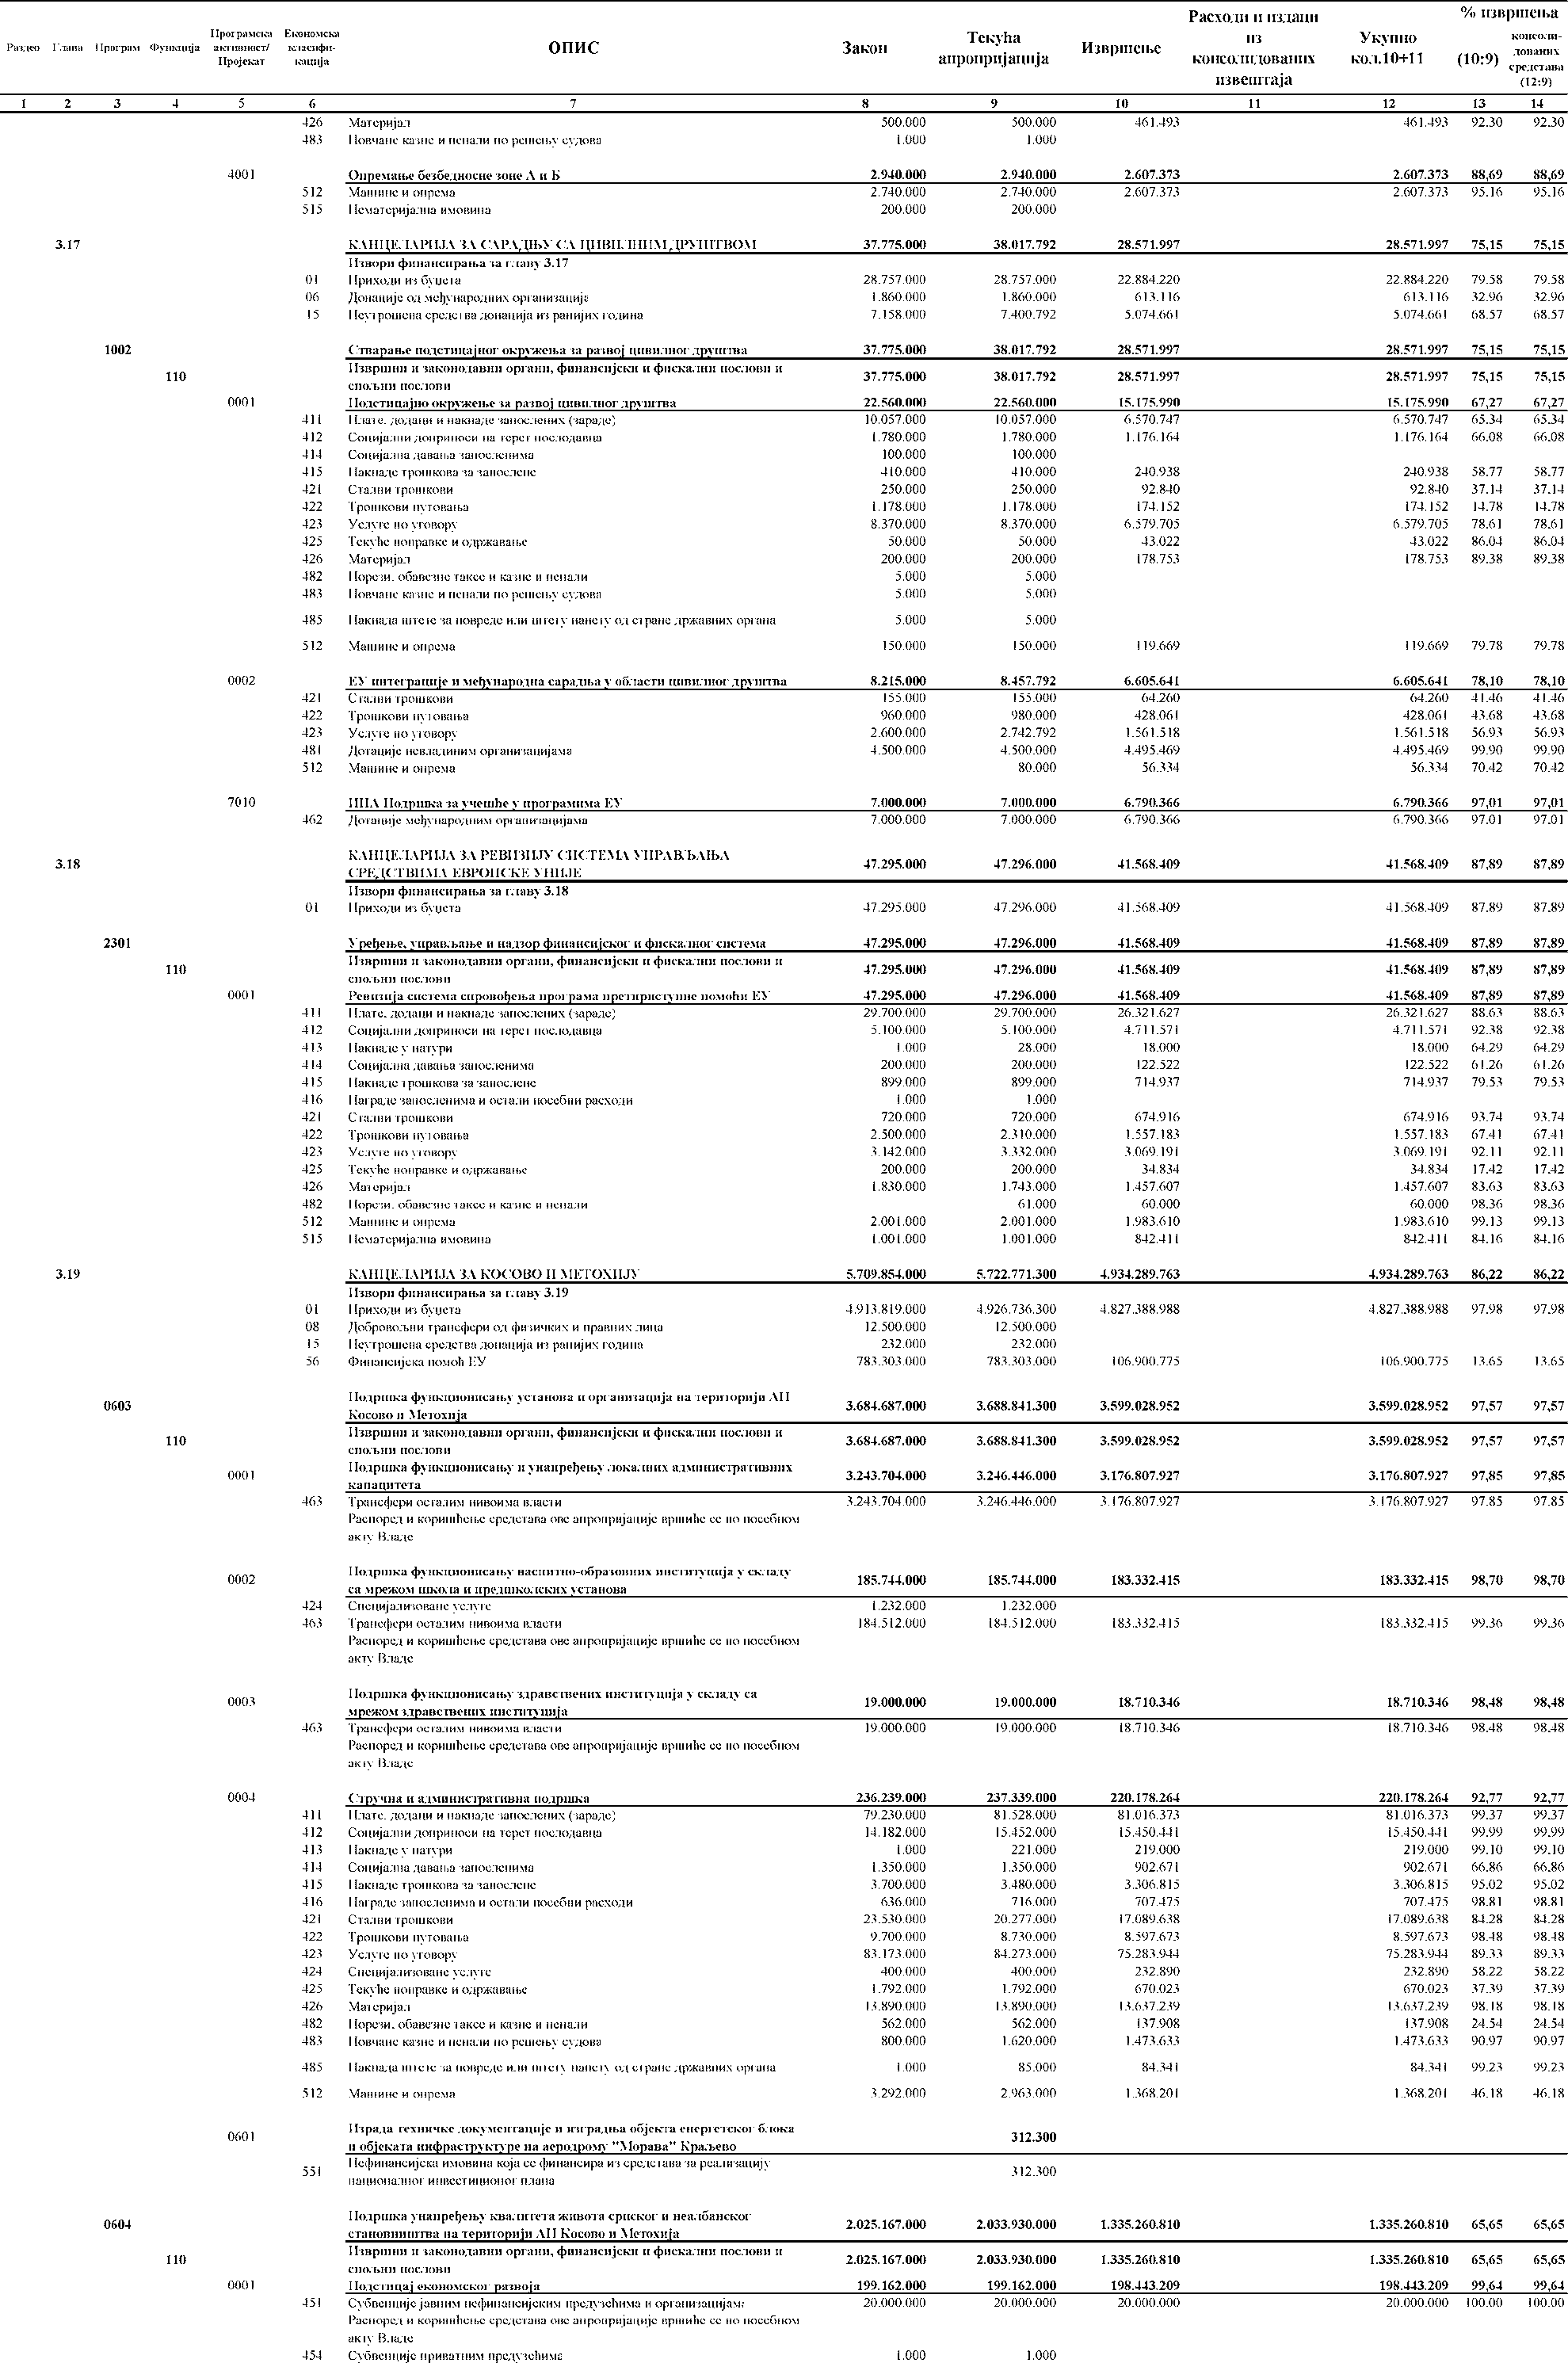 Раздео Глава Програм Функција Програмска активност/ Пројекат Економска класифи-кација ОПИС Закон Текућа апропријација Извршење Расходи и издаци из консолидованих извештаја Укупно кол.10+11 % извршења (10:9) консоли-дованих средстава (12:9)
1 2 3 4 5 6 7 8 9 10 11 12 13 14
426 Материјал 500.000 500.000 461.493 461.493 92.30 92.30
483 Новчане казне и пенали по решењу судова 1.000 1.000
4001 Опремање безбедносне зоне А и Б 2.940.000 2.940.000 2.607.373 2.607.373 88,69 88,69
512 Машине и опрема 2.740.000 2.740.000 2.607.373 2.607.373 95.16 95.16
515 Нематеријална имовина 200.000 200.000
3.17 КАНЦЕЛАРИЈА ЗА САРАДЊУ СА ЦИВИЛНИМ ДРУШТВОМ 37.775.000 38.017.792 28.571.997 28.571.997 75,15 75,15
Извори финансирања за главу 3.17
01 Приходи из буџета 28.757.000 28.757.000 22.884.220 22.884.220 79.58 79.58
06 Донације од међународних организација 1.860.000 1.860.000 613.116 613.116 32.96 32.96
15 Неутрошена средства донација из ранијих година 7.158.000 7.400.792 5.074.661 5.074.661 68.57 68.57
1002 Стварање подстицајног окружења за развој цивилног друштва 37.775.000 38.017.792 28.571.997 28.571.997 75,15 75,15
110 Извршни и законодавни органи, финансијски и фискални послови и спољни послови 37.775.000 38.017.792 28.571.997 28.571.997 75,15 75,15
0001 Подстицајно окружење за развој цивилног друштва 22.560.000 22.560.000 15.175.990 15.175.990 67,27 67,27
411 Плате, додаци и накнаде запослених (зараде) 10.057.000 10.057.000 6.570.747 6.570.747 65.34 65.34
412 Социјални доприноси на терет послодавца 1.780.000 1.780.000 1.176.164 1.176.164 66.08 66.08
414 Социјална давања запосленима 100.000 100.000
415 Накнаде трошкова за запослене 410.000 410.000 240.938 240.938 58.77 58.77
421 Стални трошкови 250.000 250.000 92.840 92.840 37.14 37.14
422 Трошкови путовања 1.178.000 1.178.000 174.152 174.152 14.78 14.78
423 Услуге по уговору 8.370.000 8.370.000 6.579.705 6.579.705 78.61 78.61
425 Текуће поправке и одржавање 50.000 50.000 43.022 43.022 86.04 86.04
426 Материјал 200.000 200.000 178.753 178.753 89.38 89.38
482 Порези, обавезне таксе и казне и пенали 5.000 5.000
483 Новчане казне и пенали по решењу судова 5.000 5.000
485 Накнада штете за повреде или штету нанету од стране државних органа 5.000 5.000
512 Машине и опрема 150.000 150.000 119.669 119.669 79.78 79.78
0002 ЕУ интеграције и међународна сарадња у области цивилног друштва 8.215.000 8.457.792 6.605.641 6.605.641 78,10 78,10
421 Стални трошкови 155.000 155.000 64.260 64.260 41.46 41.46
422 Трошкови путовања 960.000 980.000 428.061 428.061 43.68 43.68
423 Услуге по уговору 2.600.000 2.742.792 1.561.518 1.561.518 56.93 56.93
481 Дотације невладиним организацијама 4.500.000 4.500.000 4.495.469 4.495.469 99.90 99.90
512 Машине и опрема 80.000 56.334 56.334 70.42 70.42
7010 ИПА Подршка за учешће у програмима ЕУ 7.000.000 7.000.000 6.790.366 6.790.366 97,01 97,01
462 Дотације међународним организацијама 7.000.000 7.000.000 6.790.366 6.790.366 97.01 97.01
3.18 КАНЦЕЛАРИЈА ЗА РЕВИЗИЈУ СИСТЕМА УПРАВЉАЊА СРЕДСТВИМА ЕВРОПСКЕ УНИЈЕ 47.295.000 47.296.000 41.568.409 41.568.409 87,89 87,89
Извори финансирања за главу 3.18
01 Приходи из буџета 47.295.000 47.296.000 41.568.409 41.568.409 87.89 87.89
2301 Уређење, управљање и надзор финансијског и фискалног система 47.295.000 47.296.000 41.568.409 41.568.409 87,89 87,89
110 Извршни и законодавни органи, финансијски и фискални послови и спољни послови 47.295.000 47.296.000 41.568.409 41.568.409 87,89 87,89
0001 Ревизија система спровођења програма претприступне помоћи ЕУ 47.295.000 47.296.000 41.568.409 41.568.409 87,89 87,89
411 Плате, додаци и накнаде запослених (зараде) 29.700.000 29.700.000 26.321.627 26.321.627 88.63 88.63
412 Социјални доприноси на терет послодавца 5.100.000 5.100.000 4.711.571 4.711.571 92.38 92.38
413 Накнаде у натури 1.000 28.000 18.000 18.000 64.29 64.29
414 Социјална давања запосленима 200.000 200.000 122.522 122.522 61.26 61.26
415 Накнаде трошкова за запослене 899.000 899.000 714.937 714.937 79.53 79.53
416 Награде запосленима и остали посебни расходи 1.000 1.000
421 Стални трошкови 720.000 720.000 674.916 674.916 93.74 93.74
422 Трошкови путовања 2.500.000 2.310.000 1.557.183 1.557.183 67.41 67.41
423 Услуге по уговору 3.142.000 3.332.000 3.069.191 3.069.191 92.11 92.11
425 Текуће поправке и одржавање 200.000 200.000 34.834 34.834 17.42 17.42
426 Материјал 1.830.000 1.743.000 1.457.607 1.457.607 83.63 83.63
482 Порези, обавезне таксе и казне и пенали 61.000 60.000 60.000 98.36 98.36
512 Машине и опрема 2.001.000 2.001.000 1.983.610 1.983.610 99.13 99.13
515 Нематеријална имовина 1.001.000 1.001.000 842.411 842.411 84.16 84.16
3.19 КАНЦЕЛАРИЈА ЗА КОСОВО И МЕТОХИЈУ 5.709.854.000 5.722.771.300 4.934.289.763 4.934.289.763 86,22 86,22
Извори финансирања за главу 3.19
01 Приходи из буџета 4.913.819.000 4.926.736.300 4.827.388.988 4.827.388.988 97.98 97.98
08 Добровољни трансфери од физичких и правних лица 12.500.000 12.500.000
15 Неутрошена средства донација из ранијих година 232.000 232.000
56 Финансијска помоћ ЕУ 783.303.000 783.303.000 106.900.775 106.900.775 13.65 13.65
0603 Подршка функционисању установа и организација на територији АП Косово и Метохија 3.684.687.000 3.688.841.300 3.599.028.952 3.599.028.952 97,57 97,57
110 Извршни и законодавни органи, финансијски и фискални послови и спољни послови 3.684.687.000 3.688.841.300 3.599.028.952 3.599.028.952 97,57 97,57
0001 Подршка функционисању и унапређењу локалних административних капацитета 3.243.704.000 3.246.446.000 3.176.807.927 3.176.807.927 97,85 97,85
463 Трансфери осталим нивоима власти 3.243.704.000 3.246.446.000 3.176.807.927 3.176.807.927 97.85 97.85
Распоред и коришћење средстава ове апропријације вршиће се по посебном
акту Владе
0002 Подршка функционисању васпитно-образовних институција у складу са мрежом школа и предшколских установа 185.744.000 185.744.000 183.332.415 183.332.415 98,70 98,70
424 Специјализоване услуге 1.232.000 1.232.000
463 Трансфери осталим нивоима власти 184.512.000 184.512.000 183.332.415 183.332.415 99.36 99.36
Распоред и коришћење средстава ове апропријације вршиће се по посебном
акту Владе
0003 Подршка функционисању здравствених институција у складу са мрежом здравствених институција 19.000.000 19.000.000 18.710.346 18.710.346 98,48 98,48
463 Трансфери осталим нивоима власти 19.000.000 19.000.000 18.710.346 18.710.346 98.48 98.48
Распоред и коришћење средстава ове апропријације вршиће се по посебном
акту Владе
0004 Стручна и административна подршка 236.239.000 237.339.000 220.178.264 220.178.264 92,77 92,77
411 Плате, додаци и накнаде запослених (зараде) 79.230.000 81.528.000 81.016.373 81.016.373 99.37 99.37
412 Социјални доприноси на терет послодавца 14.182.000 15.452.000 15.450.441 15.450.441 99.99 99.99
413 Накнаде у натури 1.000 221.000 219.000 219.000 99.10 99.10
414 Социјална давања запосленима 1.350.000 1.350.000 902.671 902.671 66.86 66.86
415 Накнаде трошкова за запослене 3.700.000 3.480.000 3.306.815 3.306.815 95.02 95.02
416 Награде запосленима и остали посебни расходи 636.000 716.000 707.475 707.475 98.81 98.81
421 Стални трошкови 23.530.000 20.277.000 17.089.638 17.089.638 84.28 84.28
422 Трошкови путовања 9.700.000 8.730.000 8.597.673 8.597.673 98.48 98.48
423 Услуге по уговору 83.173.000 84.273.000 75.283.944 75.283.944 89.33 89.33
424 Специјализоване услуге 400.000 400.000 232.890 232.890 58.22 58.22
425 Текуће поправке и одржавање 1.792.000 1.792.000 670.023 670.023 37.39 37.39
426 Материјал 13.890.000 13.890.000 13.637.239 13.637.239 98.18 98.18
482 Порези, обавезне таксе и казне и пенали 562.000 562.000 137.908 137.908 24.54 24.54
483 Новчане казне и пенали по решењу судова 800.000 1.620.000 1.473.633 1.473.633 90.97 90.97
485 Накнада штете за повреде или штету нанету од стране државних органа 1.000 85.000 84.341 84.341 99.23 99.23
512 Машине и опрема 3.292.000 2.963.000 1.368.201 1.368.201 46.18 46.18
0601 Израда техничке документације и изградња објекта енергетског блока и објеката инфраструктуре на аеродрому "Морава" Краљево 312.300
551 Нефинансијска имовина која се финансира из средстава за реализацију националног инвестиционог плана 312.300
0604 Подршка унапређењу квалитета живота српског и неалбанског становништва на територији АП Косово и Метохија 2.025.167.000 2.033.930.000 1.335.260.810 1.335.260.810 65,65 65,65
110 Извршни и законодавни органи, финансијски и фискални послови и спољни послови 2.025.167.000 2.033.930.000 1.335.260.810 1.335.260.810 65,65 65,65
0001 Подстицај економског развоја 199.162.000 199.162.000 198.443.209 198.443.209 99,64 99,64
451 Субвенције јавним нефинансијским предузећима и организацијама 20.000.000 20.000.000 20.000.000 20.000.000 100.00 100.00
Распоред и коришћење средстава ове апропријације вршиће се по посебном
акту Владе
454 Субвенције приватним предузећима 1.000 1.000